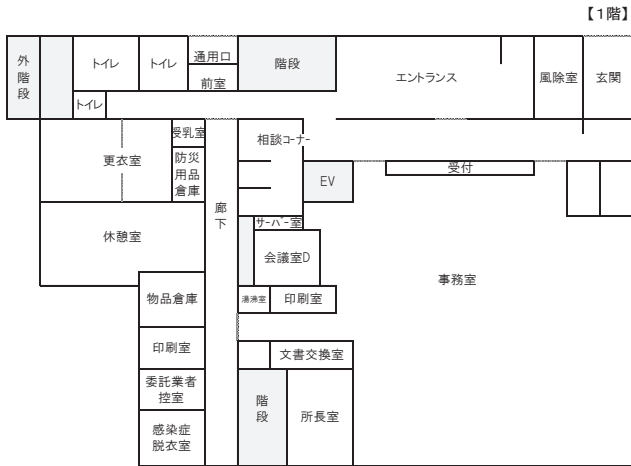 【1階】
外階段
トイレ
トイレ
通用口
前室
階段
エントランス
風除室
玄関
トイレ
受乳室
相談コーナー
更衣室
防災
用品
倉庫
EV
受付
廊下
サーバー室
休憩室
会議室D
事務室
物品倉庫
湯沸室
印刷室
印刷室
文書交換室
委託業者
控室
階段
所長室
感染症
脱衣室